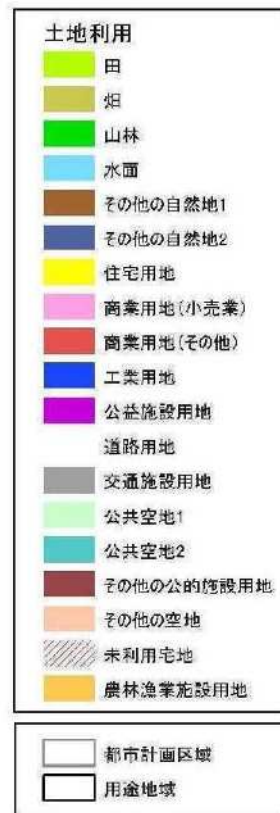 土地利用
田
畑
山林
水面
その他の自然地1
その他の自然地2
住宅用地
商業用地(小売業)
商業用地(その他)
工業用地
公益施設用地
道路用地
交通施設用地
公共空地1
公共空地2
その他の公的施設用地
その他の空地
未利用宅地
農林漁業施設用地
都市計画区域
用途地域